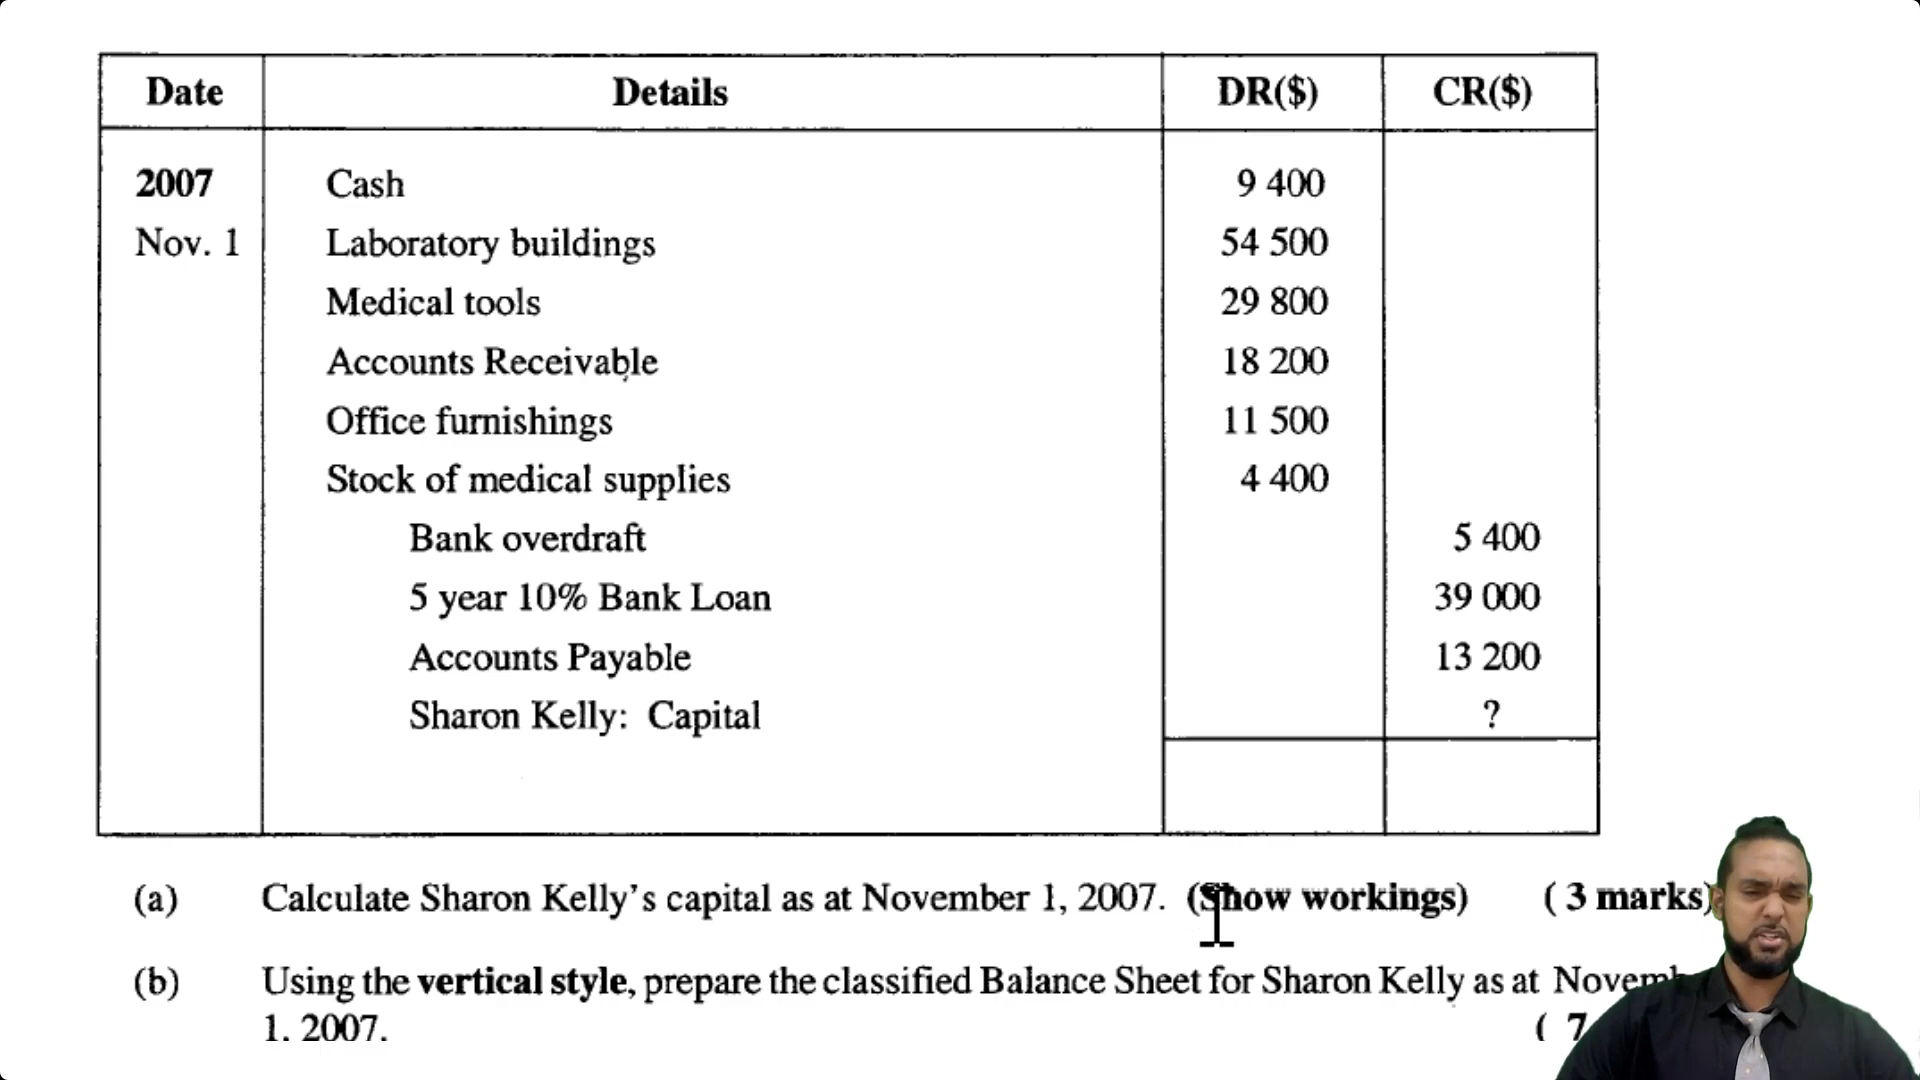 Date Details DR($) CR($)
2007 Cash 9 400
Nov. 1 Laboratory buildings 54 500
Medical tools 29 800
Accounts Receivable 18 200
Office furnishings 11 500
Stock of medical supplies 4 400
Bank overdraft 5 400
5 year 10% Bank Loan 39 000
Accounts Payable 13 200
Sharon Kelly: Capital ?
(a) Calculate Sharon Kelly's capital as at November 1, 2007. (Show workings) ( 3 marks)
(b) Using the vertical style, prepare the classified Balance Sheet for Sharon Kelly as at
1, 2007. ( 7